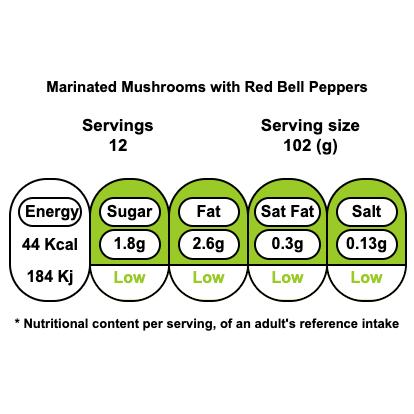 Marinated Mushrooms with Red Bell Peppers
Servings
12
Serving size
102 (g)
Energy
44 Kcal
184 Kj
Sugar
1.8g
Low
Fat
2.6g
Low
Sat Fat
0.3g
Low
Salt
0.13g
Low
* Nutritional content per serving, of an adult's reference intake